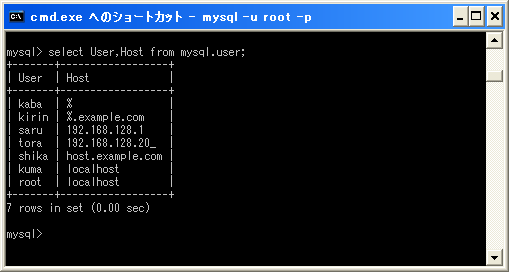 cmd.exe へのショートカット - mysql -u root -p
mysql> select User,Host from mysql.user;
+-------+------------------+
| User  | Host             |
+-------+------------------+
| kaba  | %                |
| kirin | %.example.com    |
| saru  | 192.168.128.1    |
| tora  | 192.168.128.20_  |
| shika | host.example.com |
| kuma  | localhost        |
| root  | localhost        |
+-------+------------------+
7 rows in set (0.00 sec)
mysql>